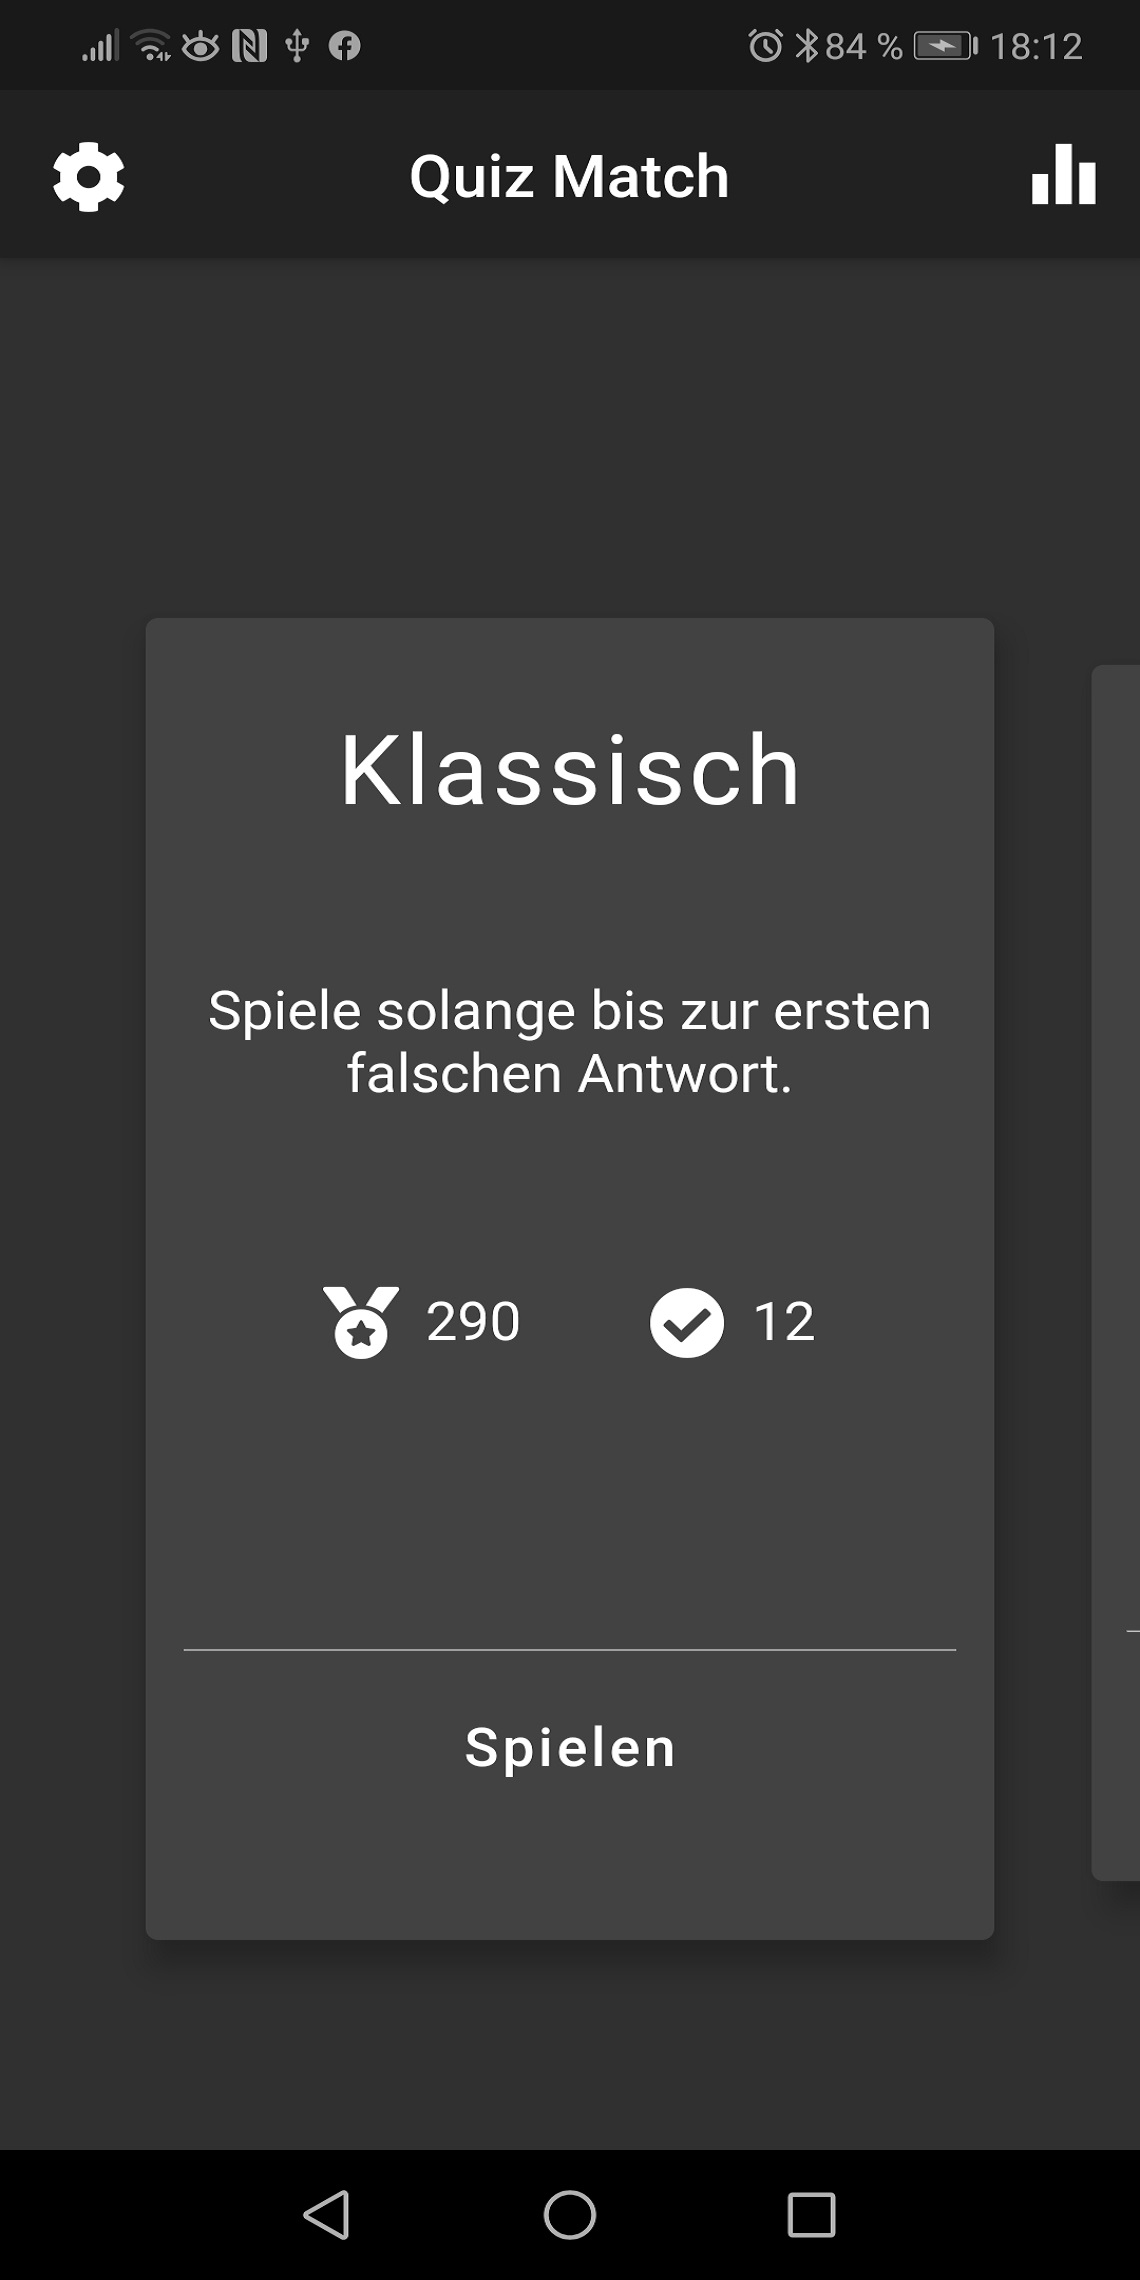 84 % 18:12
Quiz Match
Klassisch
Spiele solange bis zur ersten
falschen Antwort.
290 12
Spielen